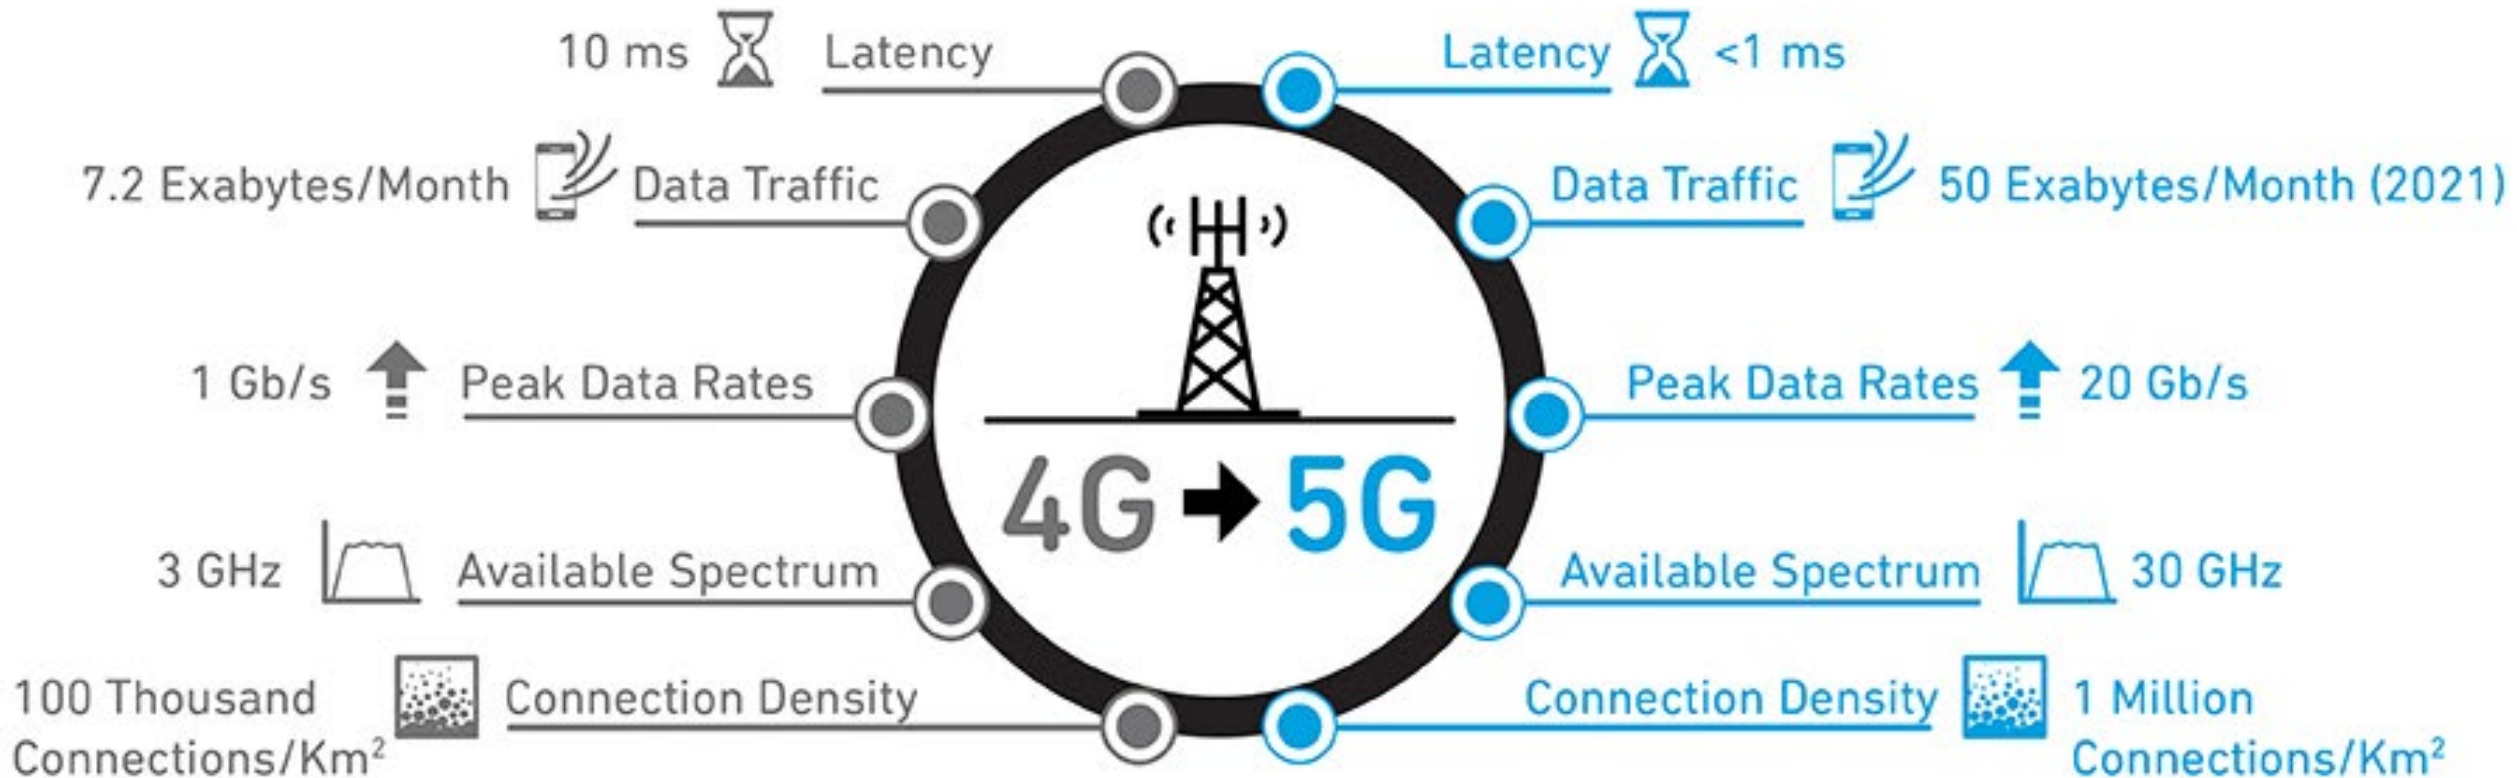 10 ms Latency
Latency <1 ms
7.2 Exabytes/Month Data Traffic
Data Traffic 50 Exabytes/Month (2021)
1 Gb/s Peak Data Rates
Peak Data Rates 20 Gb/s
4G 5G
3 GHz Available Spectrum
Available Spectrum 30 GHz
100 Thousand
Connections/Km²
Connection Density
Connection Density
1 Million
Connections/Km²